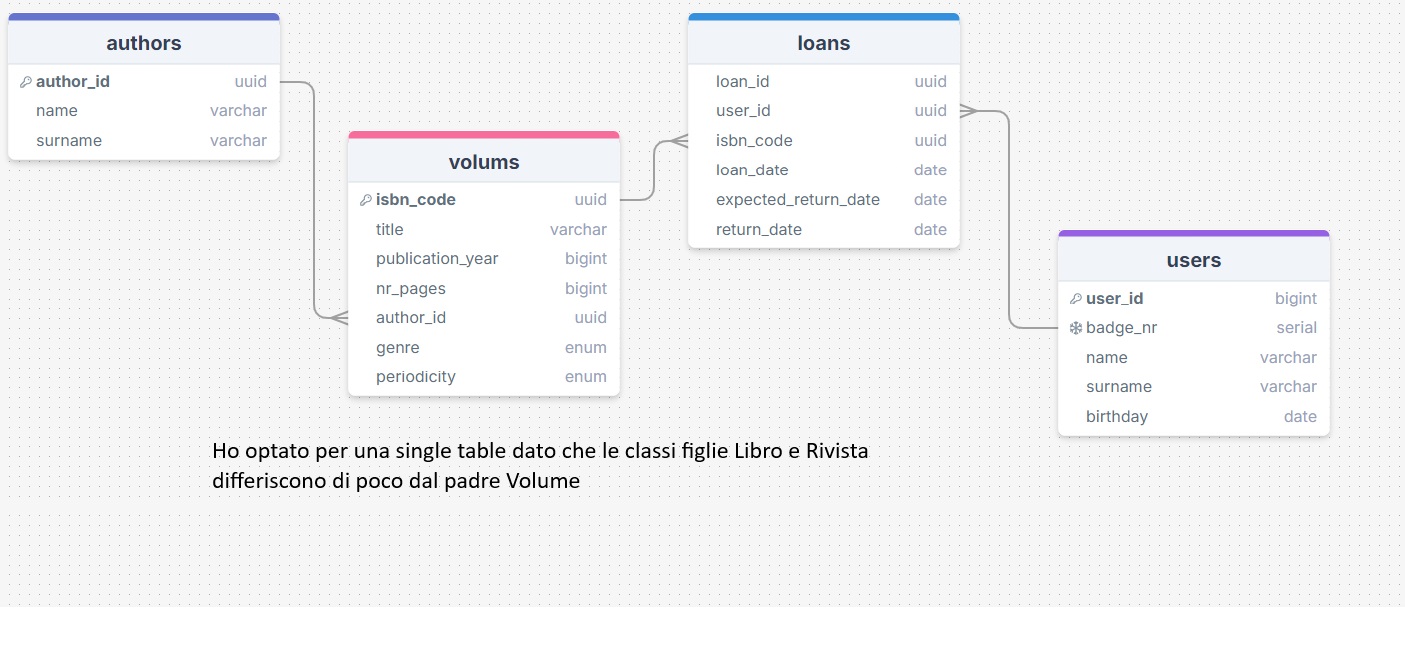 authors
author_id uuid
name varchar
surname varchar
volums
isbn_code uuid
title varchar
publication_year bigint
nr_pages bigint
author_id uuid
genre enum
periodicity enum
loans
loan_id uuid
user_id uuid
isbn_code uuid
loan_date date
expected_return_date date
return_date date
users
user_id bigint
badge_nr serial
name varchar
surname varchar
birthday date
Ho optato per una single table dato che le classi figlie Libro e Rivista
differiscono di poco dal padre Volume